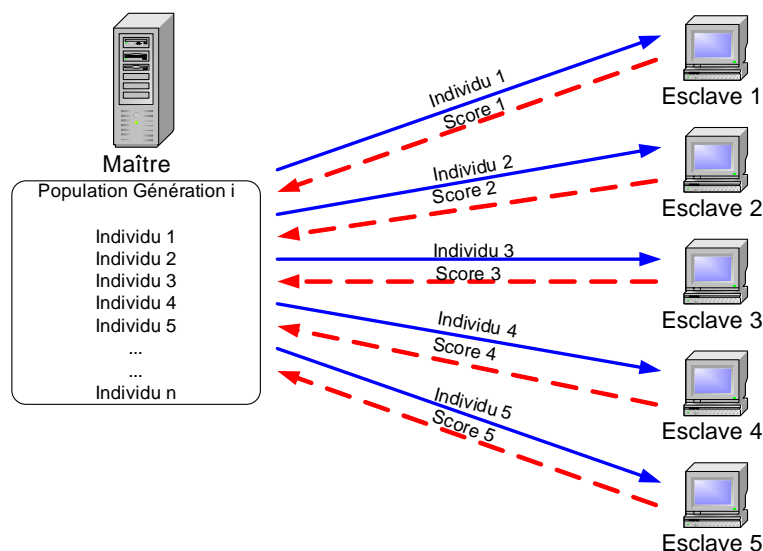 Maître
Population Génération i
Individu 1
Individu 2
Individu 3
Individu 4
Individu 5
...
...
Individu n
Individu 1
Score 1
Esclave 1
Individu 2
Score 2
Esclave 2
Individu 3
Score 3
Esclave 3
Individu 4
Score 4
Esclave 4
Individu 5
Score 5
Esclave 5